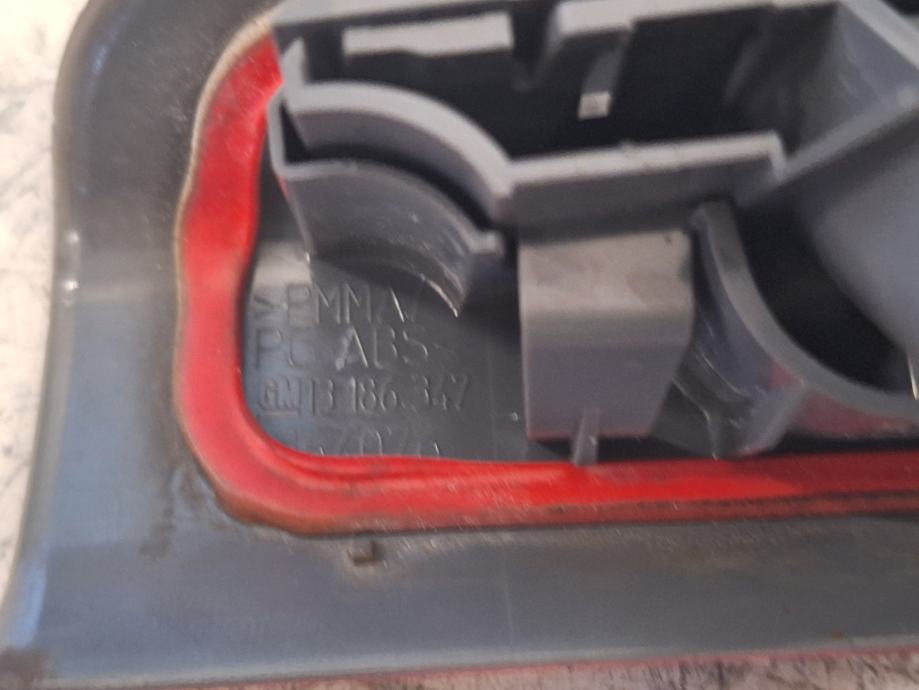 >PMMA/
PC ABS<
GM 13 186 347